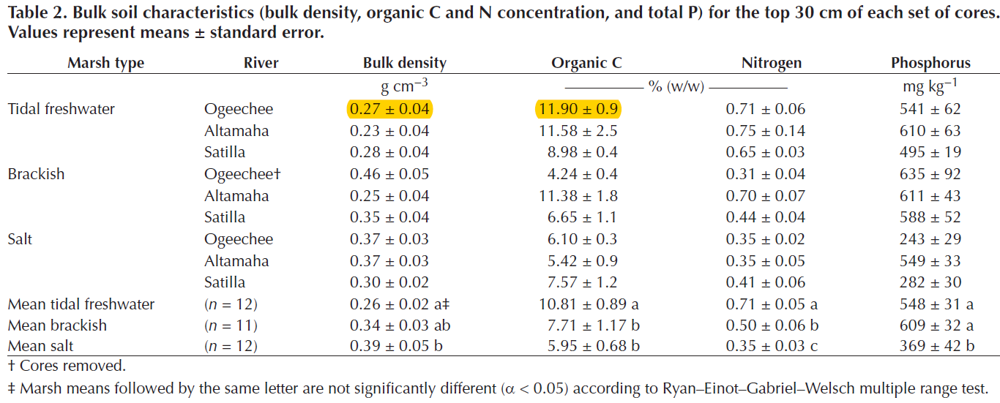 Table 2. Bulk soil characteristics (bulk density, organic C and N concentration, and total P) for the top 30 cm of each set of cores.
Values represent means ± standard error.
Marsh type River Bulk density Organic C Nitrogen Phosphorus
g cm–3 % (w/w) mg kg–1
Tidal freshwater Ogeechee 0.27 ± 0.04 11.90 ± 0.9 0.71 ± 0.06 541 ± 62
Altamaha 0.23 ± 0.04 11.58 ± 2.5 0.75 ± 0.14 610 ± 63
Satilla 0.28 ± 0.04 8.98 ± 0.4 0.65 ± 0.03 495 ± 19
Brackish Ogeechee† 0.46 ± 0.05 4.24 ± 0.4 0.31 ± 0.04 635 ± 92
Altamaha 0.25 ± 0.04 11.38 ± 1.8 0.70 ± 0.07 611 ± 43
Satilla 0.35 ± 0.04 6.65 ± 1.1 0.44 ± 0.04 588 ± 52
Salt Ogeechee 0.37 ± 0.03 6.10 ± 0.3 0.35 ± 0.02 243 ± 29
Altamaha 0.37 ± 0.03 5.42 ± 0.9 0.35 ± 0.05 549 ± 33
Satilla 0.30 ± 0.02 7.57 ± 1.2 0.41 ± 0.06 282 ± 30
Mean tidal freshwater (n = 12) 0.26 ± 0.02 a‡ 10.81 ± 0.89 a 0.71 ± 0.05 a 548 ± 31 a
Mean brackish (n = 11) 0.34 ± 0.03 ab 7.71 ± 1.17 b 0.50 ± 0.06 b 609 ± 32 a
Mean salt (n = 12) 0.39 ± 0.05 b 5.95 ± 0.68 b 0.35 ± 0.03 c 369 ± 42 b
† Cores removed.
‡ Marsh means followed by the same letter are not significantly different (α < 0.05) according to Ryan–Einot–Gabriel–Welsch multiple range test.